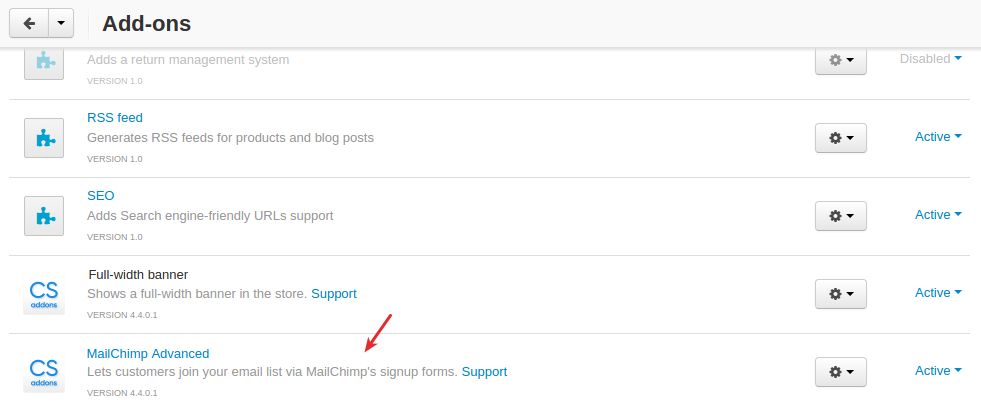 Add-ons
Adds a return management system
Disabled
VERSION 1.0
RSS feed
Generates RSS feeds for products and blog posts
Active
VERSION 1.0
SEO
Adds Search engine-friendly URLs support
Active
VERSION 1.0
CS
addons
Full-width banner
Shows a full-width banner in the store. Support
Active
VERSION 4.4.0.1
CS
addons
MailChimp Advanced
Lets customers join your email list via MailChimp's signup forms. Support
Active
VERSION 4.4.0.1